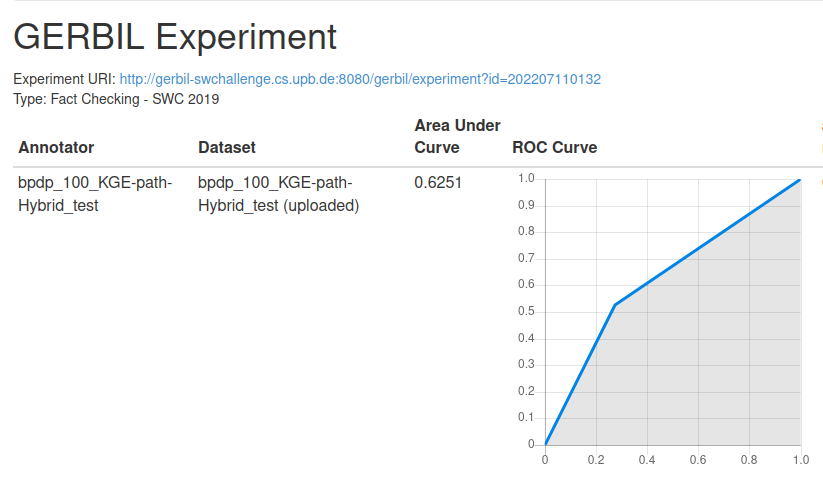 GERBIL Experiment
Experiment URI: http://gerbil-swchallenge.cs.upb.de:8080/gerbil/experiment?id=202207110132
Type: Fact Checking - SWC 2019
Annotator
Dataset
Area Under
Curve
ROC Curve
bpdp_100_KGE-path-
Hybrid_test
bpdp_100_KGE-path-
Hybrid_test (uploaded)
0.6251
1.0
0.9
0.8
0.7
0.6
0.5
0.4
0.3
0.2
0.1
0
0
0.2
0.4
0.6
0.8
1.0